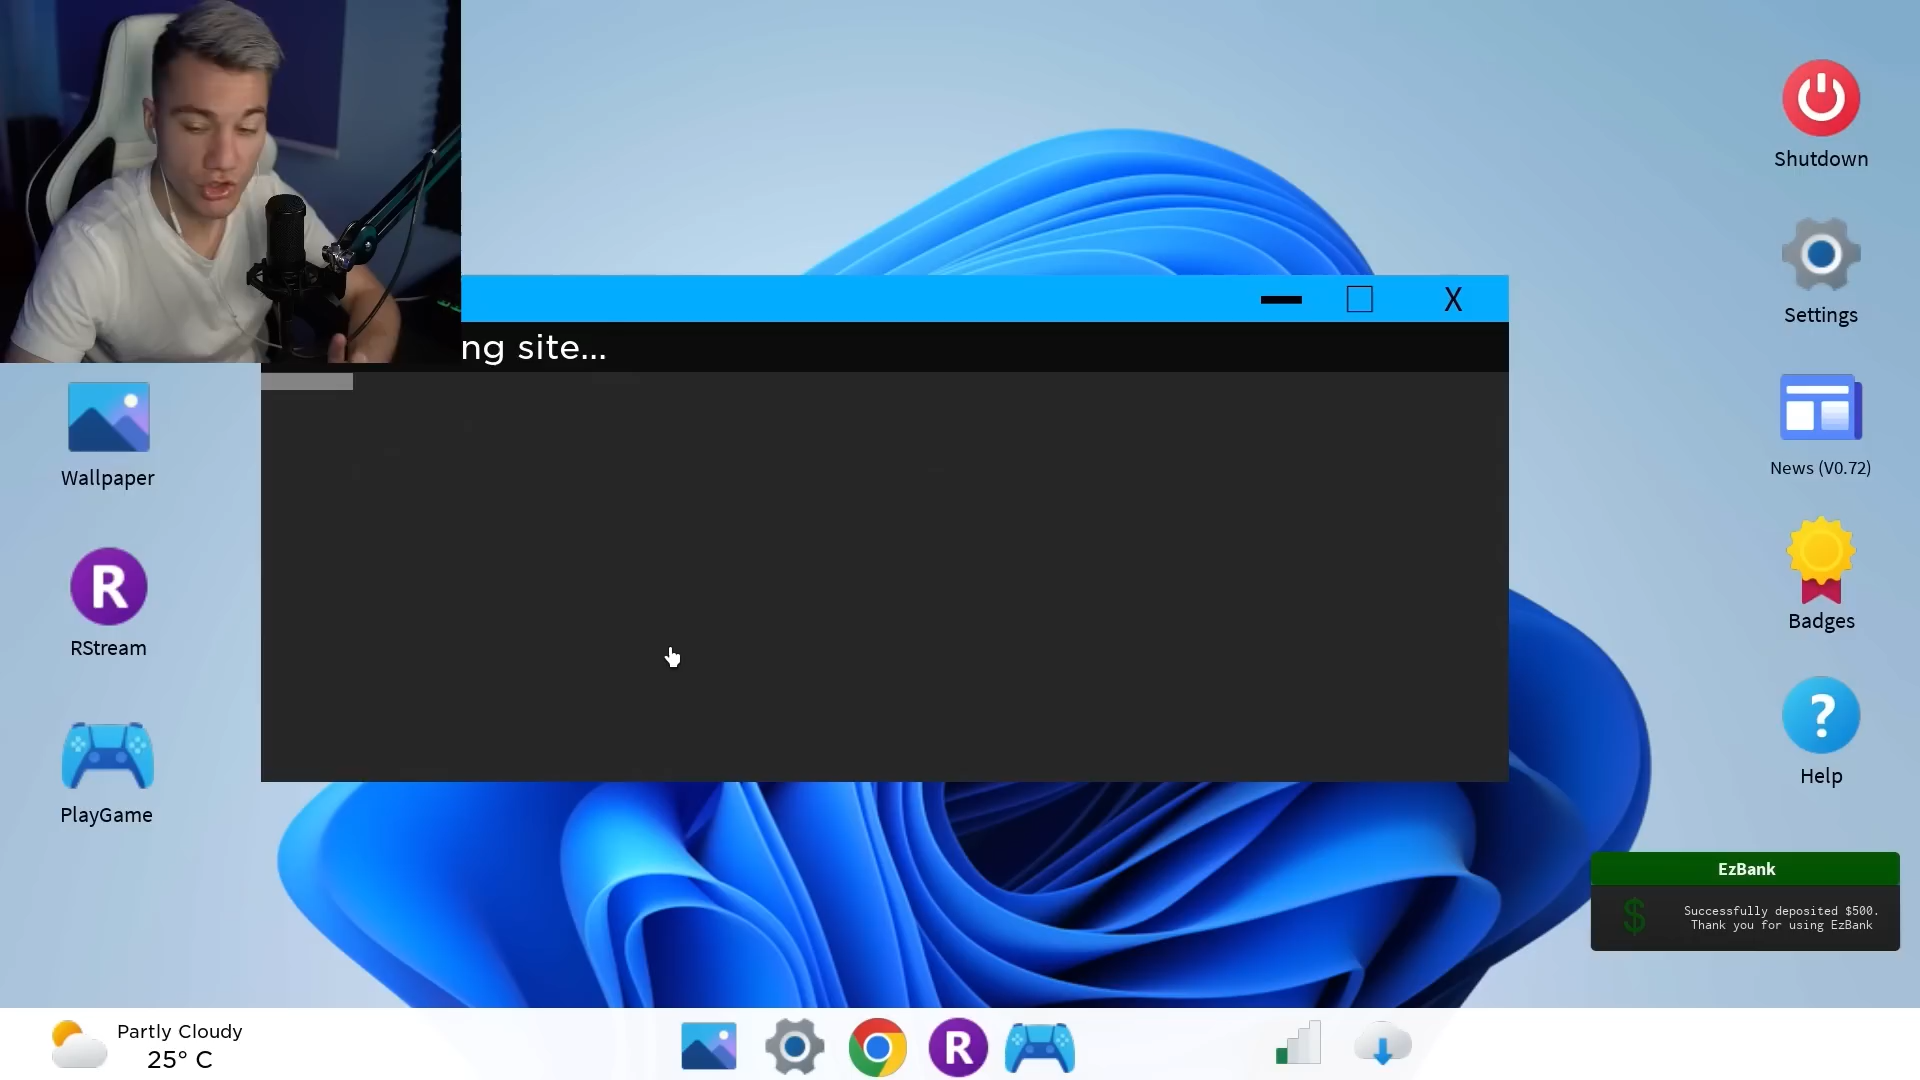 Shutdown
Settings
X
ng site...
Wallpaper
News (V0.72)
R
RStream
Badges
PlayGame
?
Help
EzBank
$
Successfully deposited $500.
Thank you for using EzBank
Partly Cloudy
25° C
R